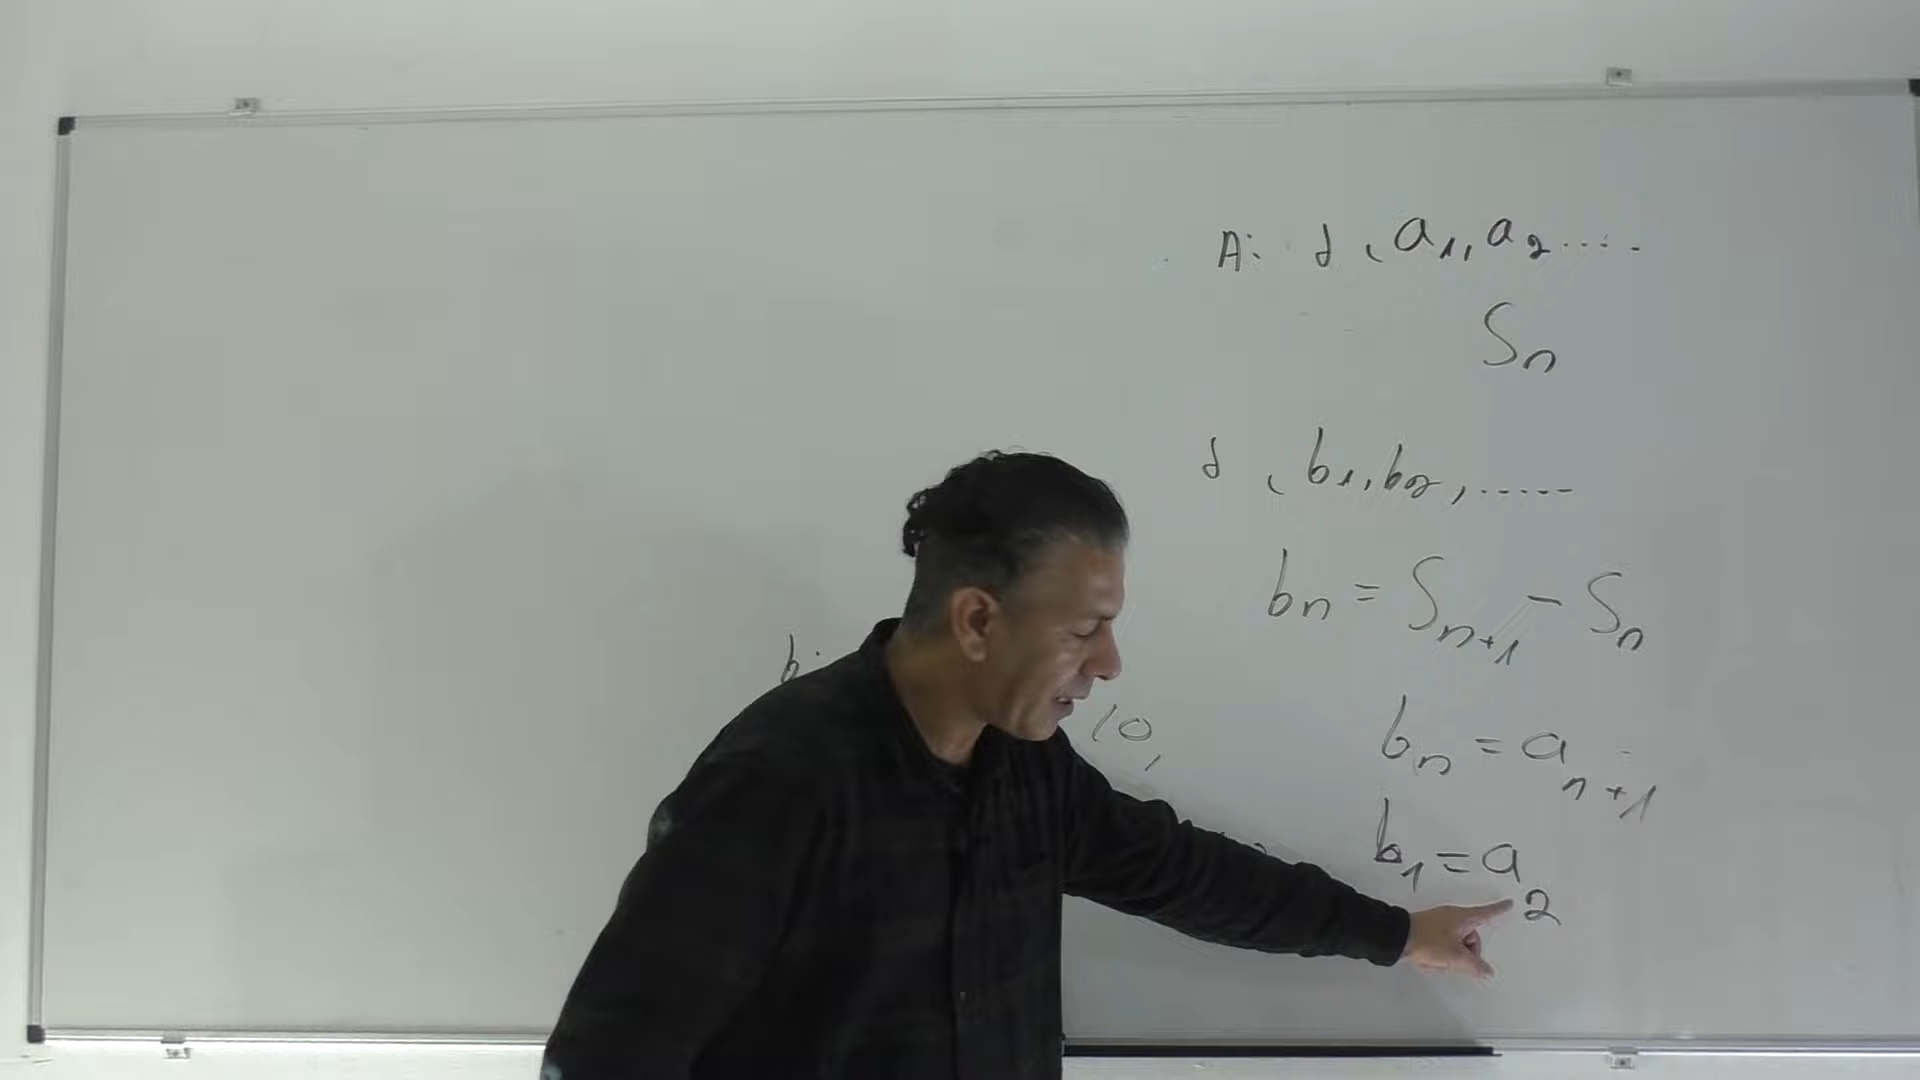 A: d, a₁, a₂....
Sₙ
d, b₁, b₂, .....
bₙ = Sₙ₊₁ - Sₙ
b:
10,
bₙ = aₙ₊₁
b₁ = a₂